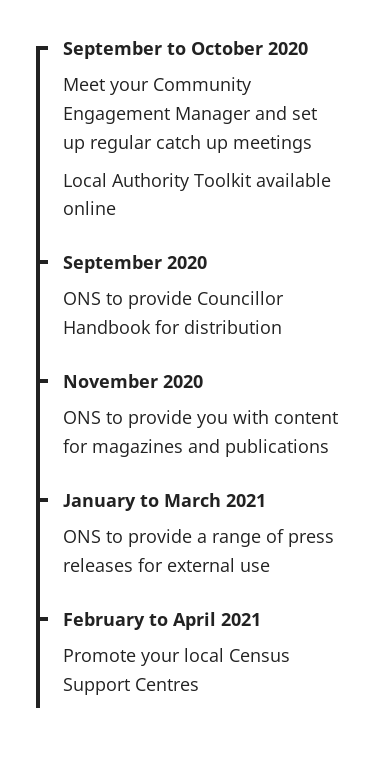 September to October 2020
Meet your Community
Engagement Manager and set
up regular catch up meetings
Local Authority Toolkit available
online
September 2020
ONS to provide Councillor
Handbook for distribution
November 2020
ONS to provide you with content
for magazines and publications
January to March 2021
ONS to provide a range of press
releases for external use
February to April 2021
Promote your local Census
Support Centres